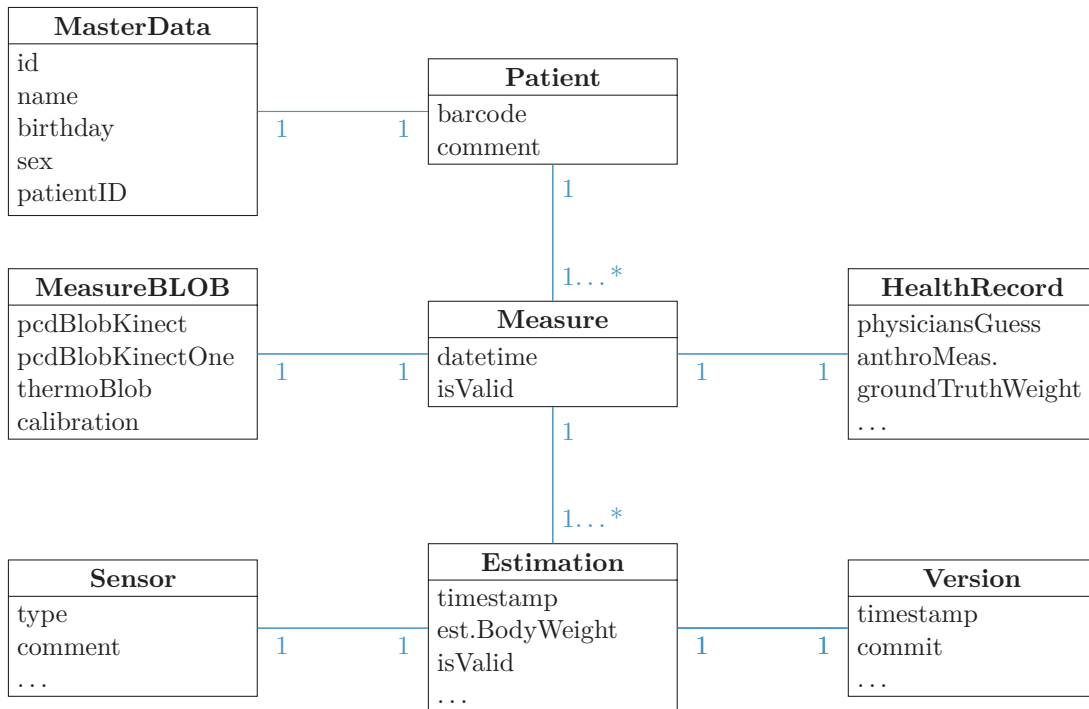 MasterData
id
name
birthday
sex
patientID
1 1
Patient
barcode
comment
1
1...*
MeasureBLOB
pcdBlobKinect
pcdBlobKinectOne
thermoBlob
calibration
1 1
Measure
datetime
isValid
1 1
HealthRecord
physiciansGuess
anthroMeas.
groundTruthWeight
...
1
1...*
Sensor
type
comment
...
1 1
Estimation
timestamp
est.BodyWeight
isValid
...
1 1
Version
timestamp
commit
...